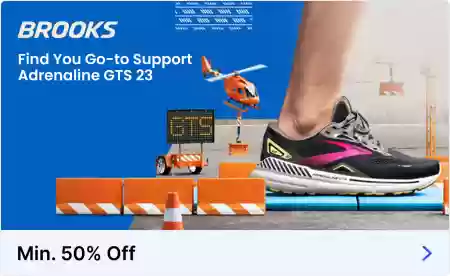 BROOKS
Find You Go-to Support
Adrenaline GTS 23
GTS
Min. 50% Off